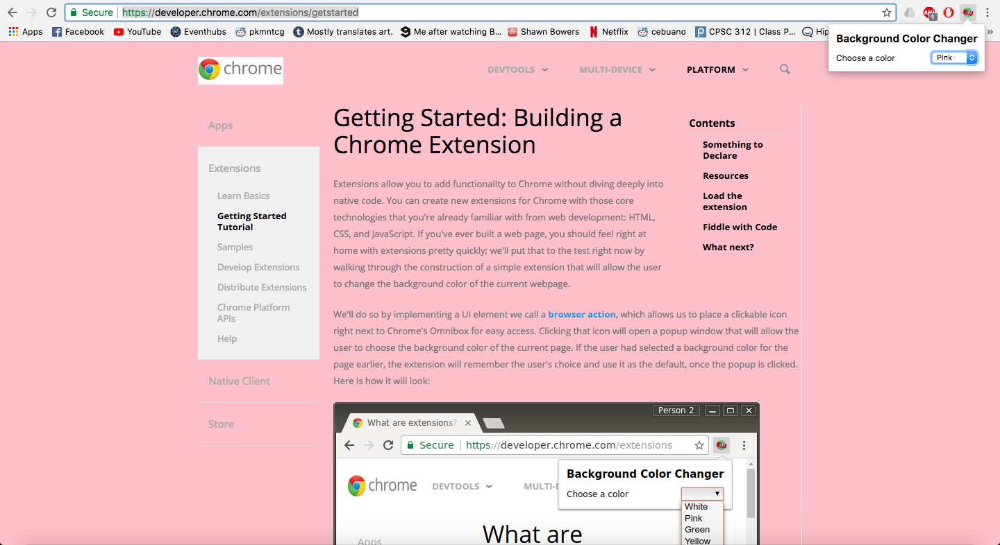 Secure https://developer.chrome.com/extensions/getstarted
1
Apps Facebook YouTube Eventhubs pkmntcg Mostly translates art. Me after watching B... Shawn Bowers Netflix cebuano CPSC 312 | Class P... Hip »
Background Color Changer
Choose a color Pink
chrome
DEVTOOLS MULTI-DEVICE PLATFORM
Apps
Extensions
Learn Basics
Getting Started
Tutorial
Samples
Develop Extensions
Distribute Extensions
Chrome Platform
APIs
Help
Native Client
Store
Getting Started: Building a
Chrome Extension
Extensions allow you to add functionality to Chrome without diving deeply into
native code. You can create new extensions for Chrome with those core
technologies that you're already familiar with from web development: HTML,
CSS, and JavaScript. If you've ever built a web page, you should feel right at
home with extensions pretty quickly; we'll put that to the test right now by
walking through the construction of a simple extension that will allow the user
to change the background color of the current webpage.
Contents
Something to
Declare
Resources
Load the
extension
Fiddle with Code
What next?
We'll do so by implementing a UI element we call a browser action, which allows us to place a clickable icon
right next to Chrome's Omnibox for easy access. Clicking that icon will open a popup window that will allow the
user to choose the background color of the current page. If the user had selected a background color for the
page earlier, the extension will remember the user's choice and use it as the default, once the popup is clicked.
Here is how it will look:
Person 2
What are extensions?
Secure https://developer.chrome.com/extensions
chrome DEVTOOLS MULTI-D
Background Color Changer
Choose a color
White
Pink
Green
Yellow
What are
Apps